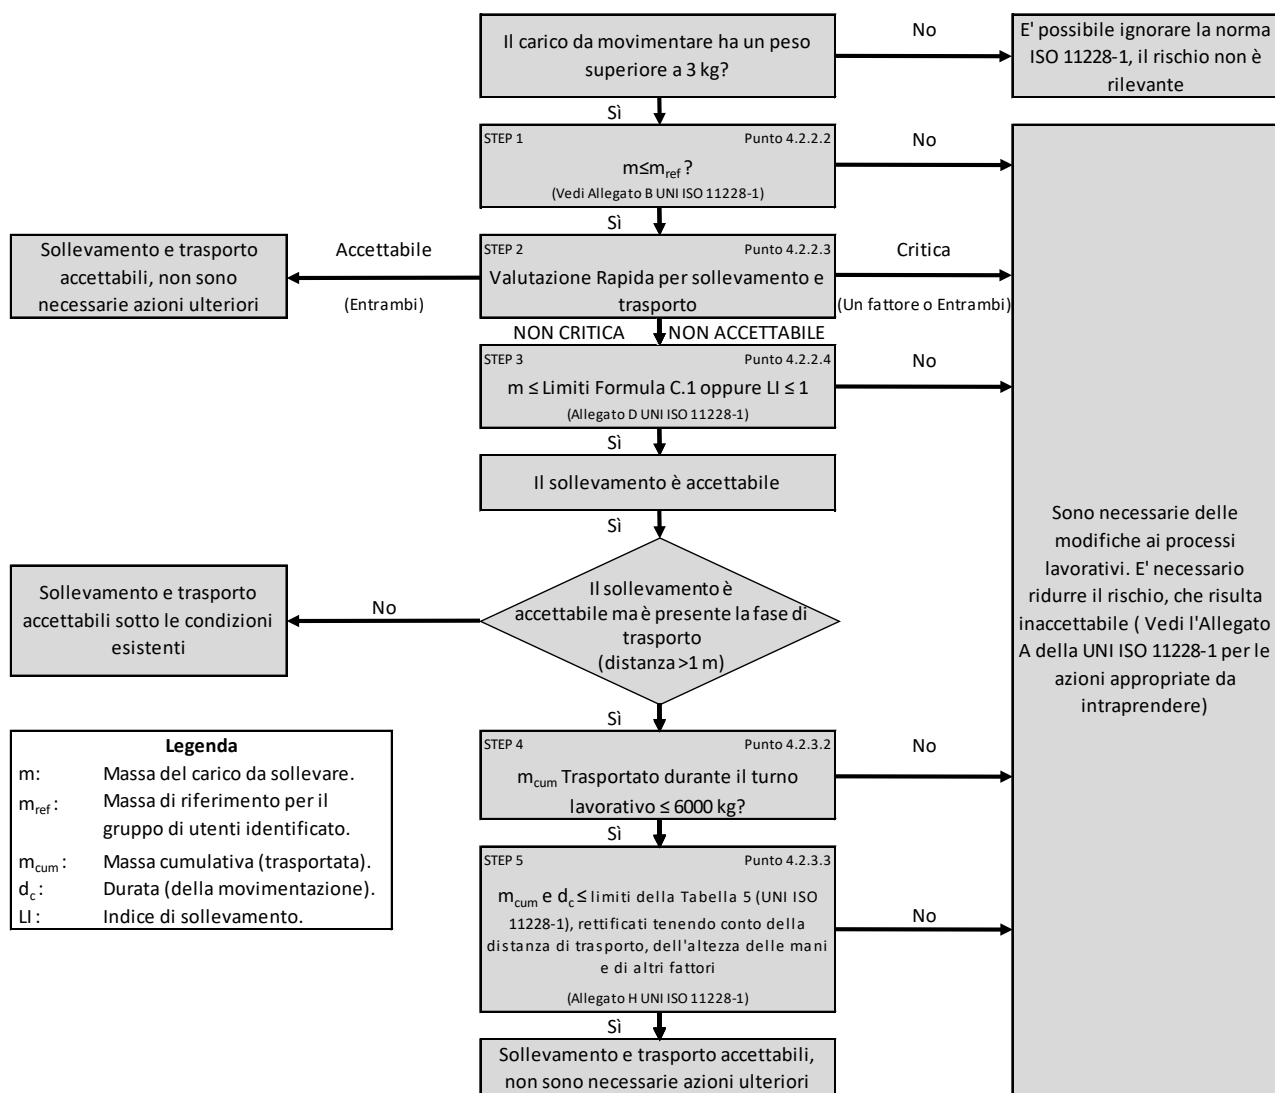 Il carico da movimentare ha un peso
superiore a 3 kg?
No
E' possibile ignorare la norma
ISO 11228-1, il rischio non è
rilevante
Sì
STEP 1
Punto 4.2.2.2
m≤mref ?
(Vedi Allegato B UNI ISO 11228-1)
No
Sì
Sollevamento e trasporto
accettabili, non sono
necessarie azioni ulteriori
Accettabile
(Entrambi)
STEP 2
Punto 4.2.2.3
Valutazione Rapida per sollevamento e
trasporto
Critica
(Un fattore o Entrambi)
NON CRITICA
NON ACCETTABILE
STEP 3
Punto 4.2.2.4
m ≤ Limiti Formula C.1 oppure LI ≤ 1
(Allegato D UNI ISO 11228-1)
No
Sì
Il sollevamento è accettabile
Sì
Il sollevamento è
accettabile ma è presente la fase di
trasporto
(distanza >1 m)
No
Sollevamento e trasporto
accettabili sotto le condizioni
esistenti
Sono necessarie delle
modifiche ai processi
lavorativi. E' necessario
ridurre il rischio, che risulta
inaccettabile ( Vedi l'Allegato
A della UNI ISO 11228-1 per le
azioni appropriate da
intraprendere)
Sì
STEP 4
Punto 4.2.3.2
mcum Trasportato durante il turno
lavorativo ≤ 6000 kg?
No
Sì
STEP 5
Punto 4.2.3.3
mcum e dc ≤ limiti della Tabella 5 (UNI ISO
11228-1), rettificati tenendo conto della
distanza di trasporto, dell'altezza delle mani
e di altri fattori
(Allegato H UNI ISO 11228-1)
No
Sì
Sollevamento e trasporto accettabili,
non sono necessarie azioni ulteriori
Legenda
m: Massa del carico da sollevare.
mref : Massa di riferimento per il
gruppo di utenti identificato.
mcum : Massa cumulativa (trasportata).
dc : Durata (della movimentazione).
LI : Indice di sollevamento.